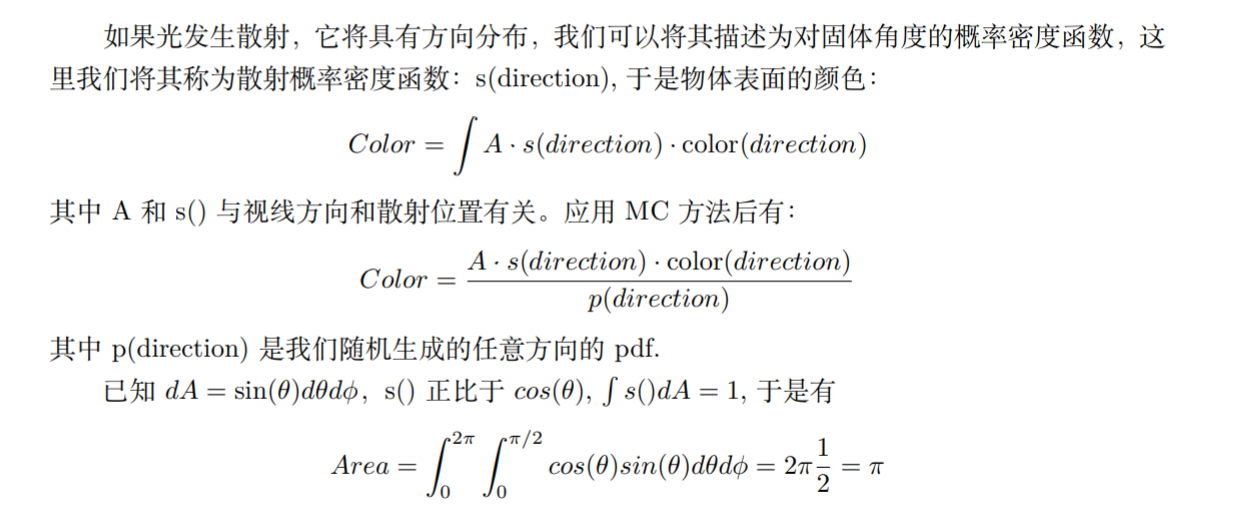 如果光发生散射，它将具有方向分布，我们可以将其描述为对固体角度的概率密度函数，这
里我们将其称为散射概率密度函数：s(direction), 于是物体表面的颜色：
Color = ∫ A · s(direction) · color(direction)
其中 A 和 s() 与视线方向和散射位置有关。应用 MC 方法后有：
Color = \frac{A · s(direction) · color(direction)}{p(direction)}
其中 p(direction) 是我们随机生成的任意方向的 pdf.
已知 dA = sin(θ)dθdϕ，s() 正比于 cos(θ), ∫ s()dA = 1, 于是有
Area = ∫_0^{2π} ∫_0^{π/2} cos(θ)sin(θ)dθdϕ = 2π\frac{1}{2} = π